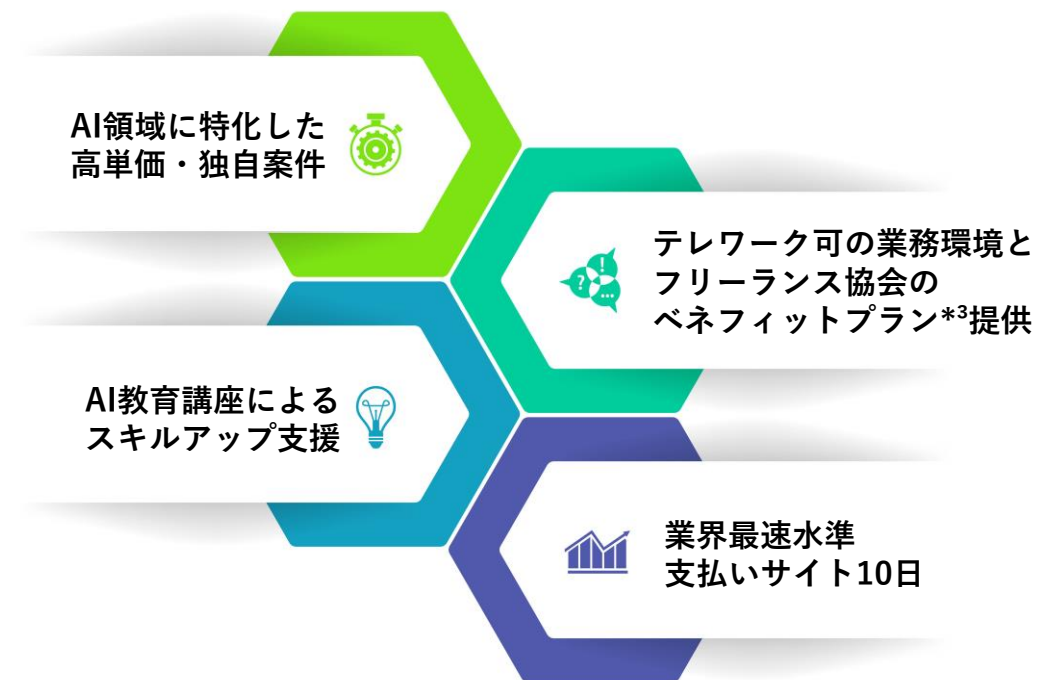 AI領域に特化した
高単価・独自案件
テレワーク可の業務環境と
フリーランス協会の
ベネフィットプラン*³提供
AI教育講座による
スキルアップ支援
業界最速水準
支払いサイト10日